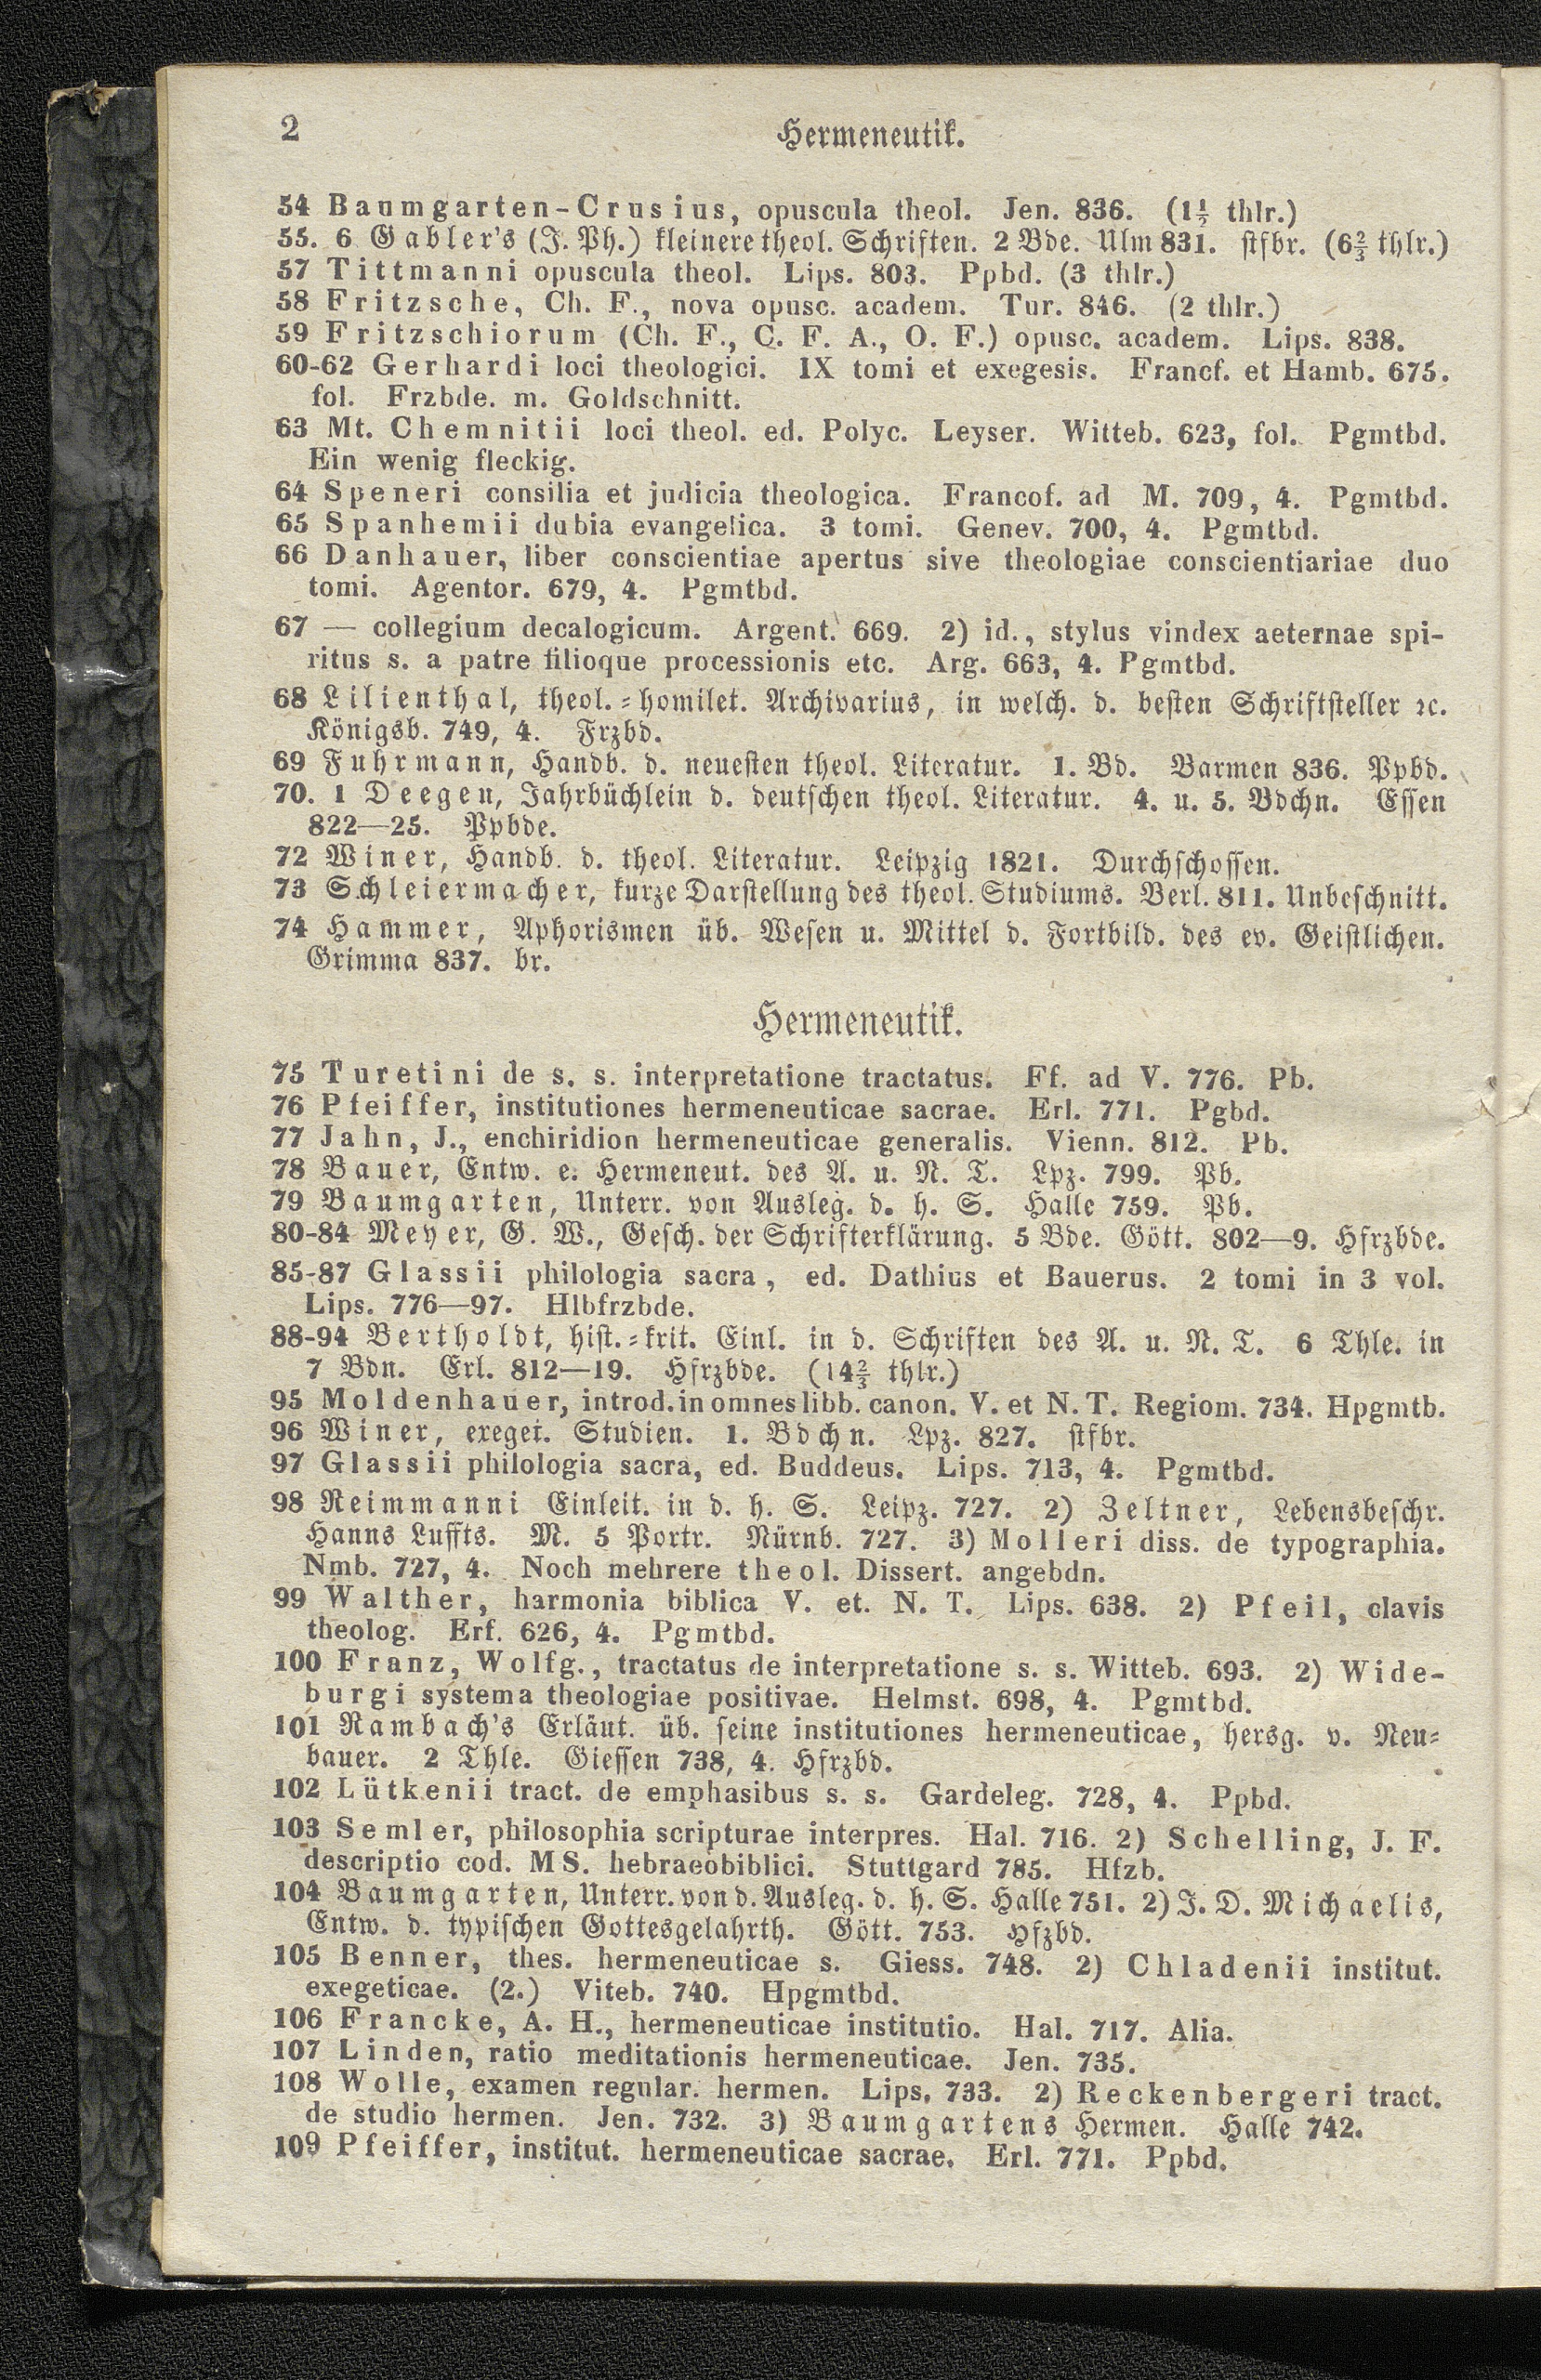 2 Hermeneutik.
54 Baumgarten-Crusius, opuscula theol. Jen. 836. (1½ thlr.)
55. 6 Gabler's (J. Ph.) kleinere theol. Schriften. 2 Bde. Ulm 831. stfbr. (6⅔ thlr.)
57 Tittmanni opuscula theol. Lips. 803. Ppbd. (3 thlr.)
58 Fritzsche, Ch. F., nova opusc. academ. Tur. 846. (2 thlr.)
59 Fritzschiorum (Ch. F., C. F. A., O. F.) opusc. academ. Lips. 838.
60-62 Gerhardi loci theologici. IX tomi et exegesis. Francf. et Hamb. 675.
fol. Frzbde. m. Goldschnitt.
63 Mt. Chemnitii loci theol. ed. Polyc. Leyser. Witteb. 623, fol. Pgmtbd.
Ein wenig fleckig.
64 Speneri consilia et judicia theologica. Francof. ad M. 709, 4. Pgmtbd.
65 Spanhemii dubia evangelica. 3 tomi. Genev. 700, 4. Pgmtbd.
66 Danhauer, liber conscientiae apertus sive theologiae conscientiariae duo
tomi. Agentor. 679, 4. Pgmtbd.
67 — collegium decalogicum. Argent. 669. 2) id., stylus vindex aeternae spi-
ritus s. a patre filioque processionis etc. Arg. 663, 4. Pgmtbd.
68 Lilienthal, theol.-homilet. Archivarius, in welch. d. besten Schriftsteller ꝛc.
Königsb. 749, 4. Frzbd.
69 Fuhrmann, Handb. d. neuesten theol. Literatur. 1. Bd. Barmen 836. Ppbd.
70. 1 Deegen, Jahrbüchlein d. deutschen theol. Literatur. 4. u. 5. Bdchn. Essen
822—25. Ppbde.
72 Winer, Handb. d. theol. Literatur. Leipzig 1821. Durchschossen.
73 Schleiermacher, kurze Darstellung des theol. Studiums. Berl. 811. Unbeschnitt.
74 Hammer, Aphorismen üb. Wesen u. Mittel d. Fortbild. des ev. Geistlichen.
Grimma 837. br.
Hermeneutik.
75 Turetini de s. s. interpretatione tractatus. Ff. ad V. 776. Pb.
76 Pfeiffer, institutiones hermeneuticae sacrae. Erl. 771. Pgbd.
77 Jahn, J., enchiridion hermeneuticae generalis. Vienn. 812. Pb.
78 Bauer, Entw. e. Hermeneut. des A. u. N. T. Lpz. 799. Pb.
79 Baumgarten, Unterr. von Ausleg. d. h. S. Halle 759. Pb.
80-84 Meyer, G. W., Gesch. der Schrifterklärung. 5 Bde. Gött. 802—9. Hfrzbde.
85-87 Glassii philologia sacra, ed. Dathius et Bauerus. 2 tomi in 3 vol.
Lips. 776—97. Hlbfrzbde.
88-94 Bertholdt, hist.-krit. Einl. in d. Schriften des A. u. N. T. 6 Thle. in
7 Bdn. Erl. 812—19. Hfrzbde. (14⅔ thlr.)
95 Moldenhauer, introd. in omnes libb. canon. V. et N. T. Regiom. 734. Hpgmtb.
96 Winer, exeget. Studien. 1. Bdchn. Lpz. 827. stfbr.
97 Glassii philologia sacra, ed. Buddeus. Lips. 713, 4. Pgmtbd.
98 Reimmanni Einleit. in d. h. S. Leipz. 727. 2) Zeltner, Lebensbeschr.
Hanns Luffts. M. 5 Portr. Nürnb. 727. 3) Molleri diss. de typographia.
Nmb. 727, 4. Noch mehrere theol. Dissert. angebdn.
99 Walther, harmonia biblica V. et. N. T. Lips. 638. 2) Pfeil, clavis
theolog. Erf. 626, 4. Pgmtbd.
100 Franz, Wolfg., tractatus de interpretatione s. s. Witteb. 693. 2) Wide-
burgi systema theologiae positivae. Helmst. 698, 4. Pgmtbd.
101 Rambach's Erläut. üb. seine institutiones hermeneuticae, hersg. v. Neu-
bauer. 2 Thle. Giessen 738, 4. Hfrzbd.
102 Lütkenii tract. de emphasibus s. s. Gardeleg. 728, 4. Ppbd.
103 Semler, philosophia scripturae interpres. Hal. 716. 2) Schelling, J. F.
descriptio cod. MS. hebraeobiblici. Stuttgard 785. Hfzb.
104 Baumgarten, Unterr. von d. Ausleg. d. h. S. Halle 751. 2) J. D. Michaelis,
Entw. d. typischen Gottesgelahrth. Gött. 753. Hfzbd.
105 Benner, thes. hermeneuticae s. Giess. 748. 2) Chladenii institut.
exegeticae. (2.) Viteb. 740. Hpgmtbd.
106 Francke, A. H., hermeneuticae institutio. Hal. 717. Alia.
107 Linden, ratio meditationis hermeneuticae. Jen. 735.
108 Wolle, examen regular. hermen. Lips. 733. 2) Reckenbergeri tract.
de studio hermen. Jen. 732. 3) Baumgartens Hermen. Halle 742.
109 Pfeiffer, institut. hermeneuticae sacrae. Erl. 771. Ppbd.